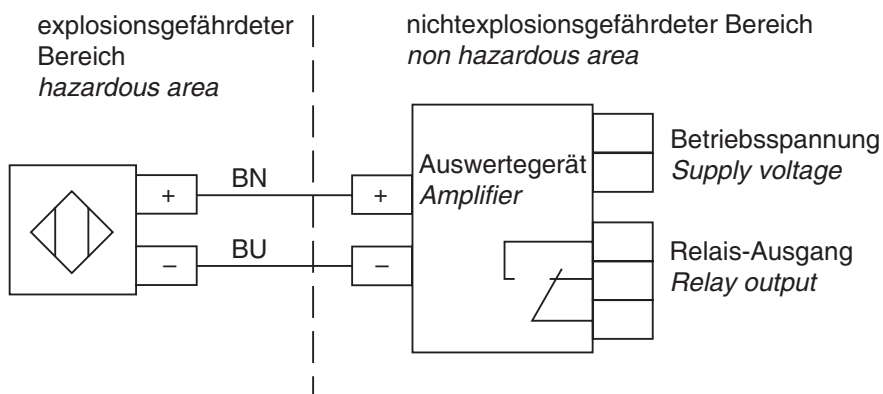 explosionsgefährdeter
Bereich
hazardous area
nichtexplosionsgefährdeter Bereich
non hazardous area
Auswertegerät
Amplifier
Betriebsspannung
Supply voltage
+
BN
+
–
BU
–
Relais-Ausgang
Relay output